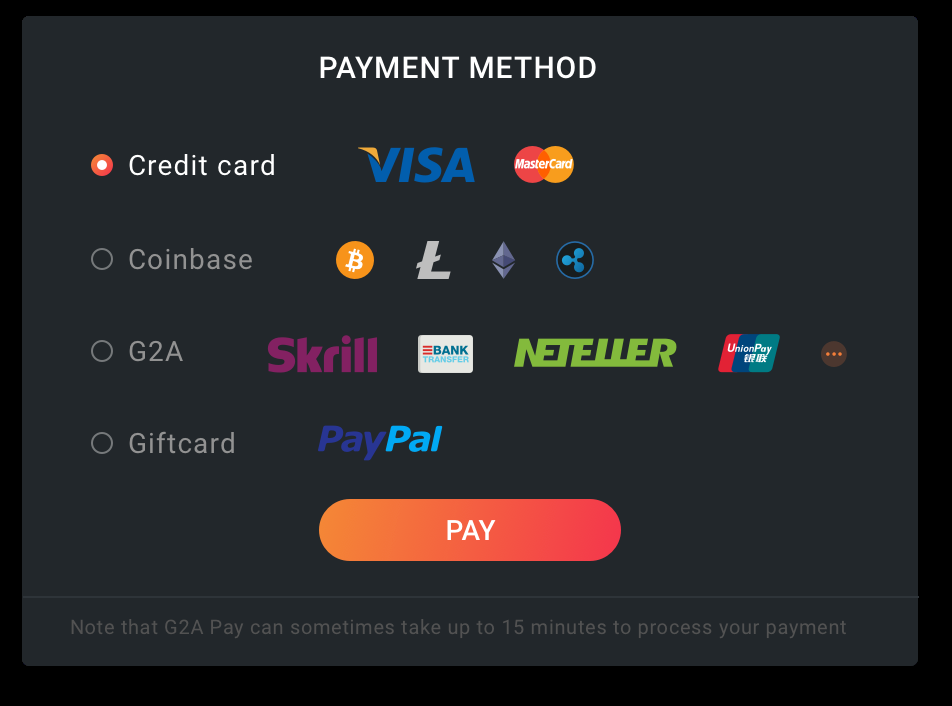 PAYMENT METHOD
Credit card VISA MasterCard
Coinbase
G2A Skrill BANK TRANSFER NETELLER UnionPay 银联
Giftcard PayPal
PAY
Note that G2A Pay can sometimes take up to 15 minutes to process your payment